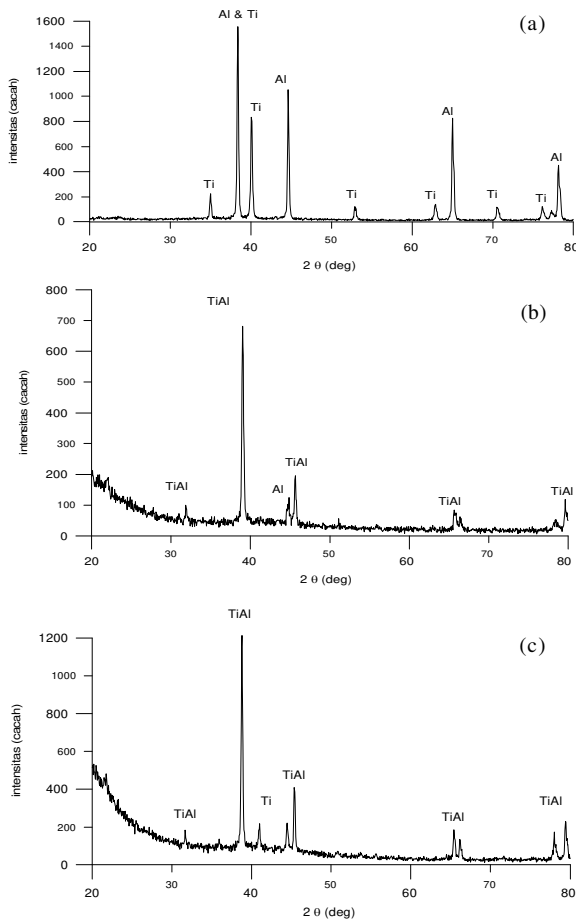 (a)
Al & Ti
Ti
Al
Ti
Ti
Ti
Al
Ti
Ti
Al
intensitas (cacah)
1600
1400
1200
1000
800
600
400
200
0
20 30 40 50 60 70 80
2 θ (deg)
(b)
TiAl
TiAl
Al
TiAl
TiAl
TiAl
intensitas (cacah)
800
700
600
500
400
300
200
100
0
20 30 40 50 60 70 80
2 θ (deg)
(c)
TiAl
TiAl
Ti
TiAl
TiAl
TiAl
intensitas (cacah)
1200
1000
800
600
400
200
0
20 30 40 50 60 70 80
2 θ (deg)